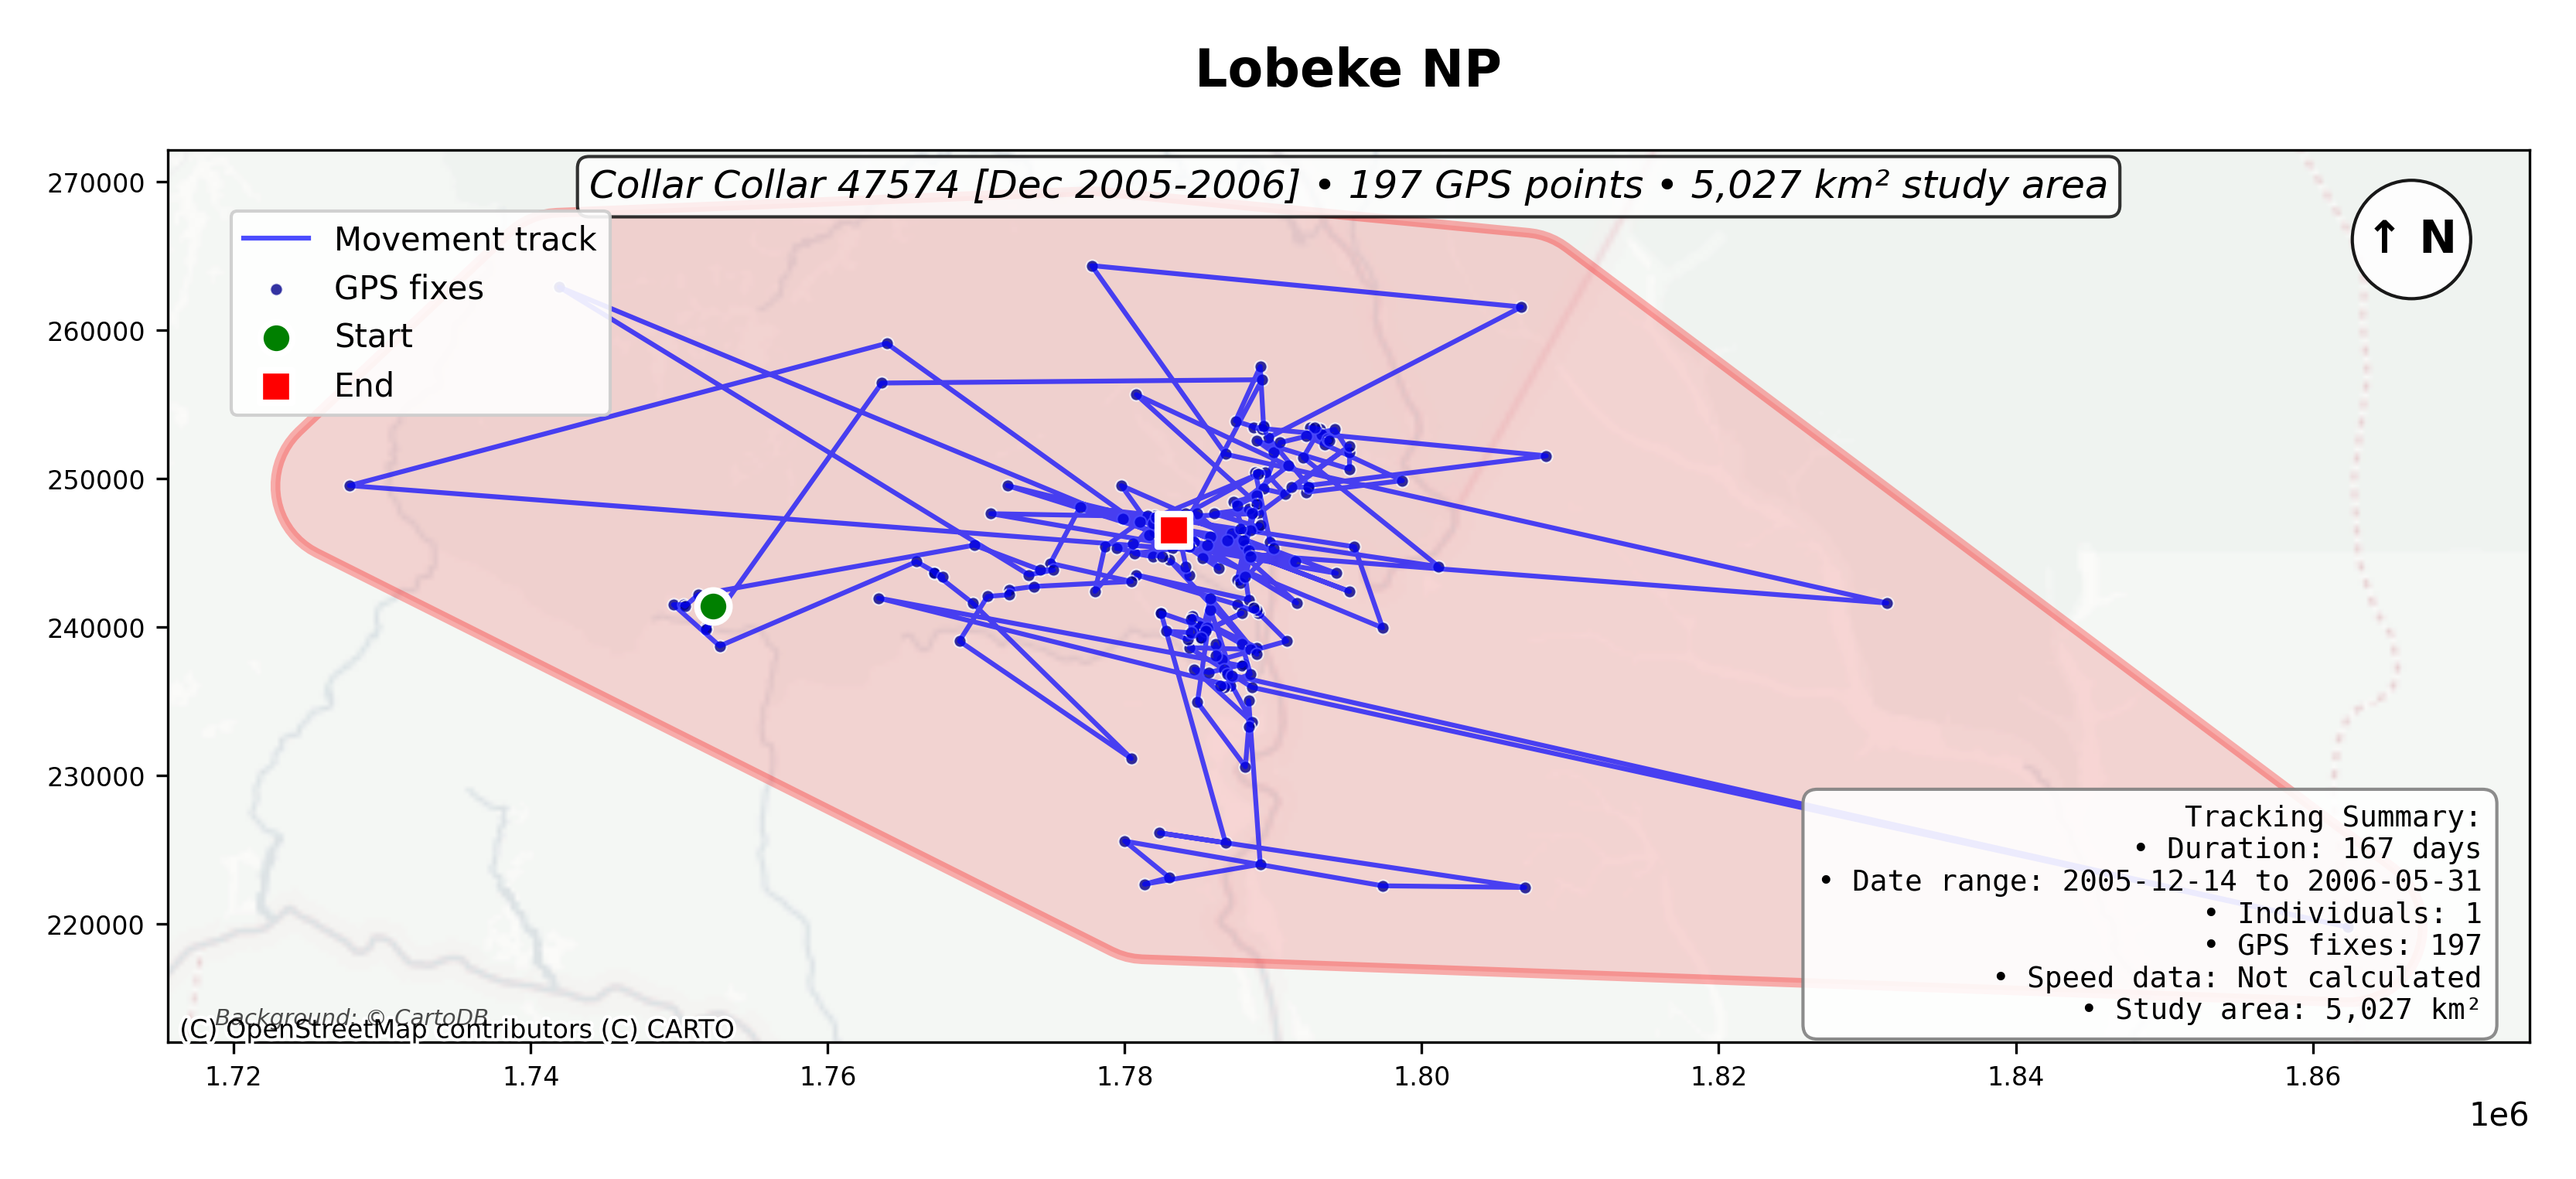 Lobeke NP
Collar Collar 47574 [Dec 2005-2006] • 197 GPS points • 5,027 km² study area
↑ N
Movement track
GPS fixes
Start
End
270000
260000
250000
240000
230000
220000
Tracking Summary:
• Duration: 167 days
• Date range: 2005-12-14 to 2006-05-31
• Individuals: 1
• GPS fixes: 197
• Speed data: Not calculated
• Study area: 5,027 km²
Background: © CartoDB
(C) OpenStreetMap contributors (C) CARTO
1.72 1.74 1.76 1.78 1.80 1.82 1.84 1.86
1e6